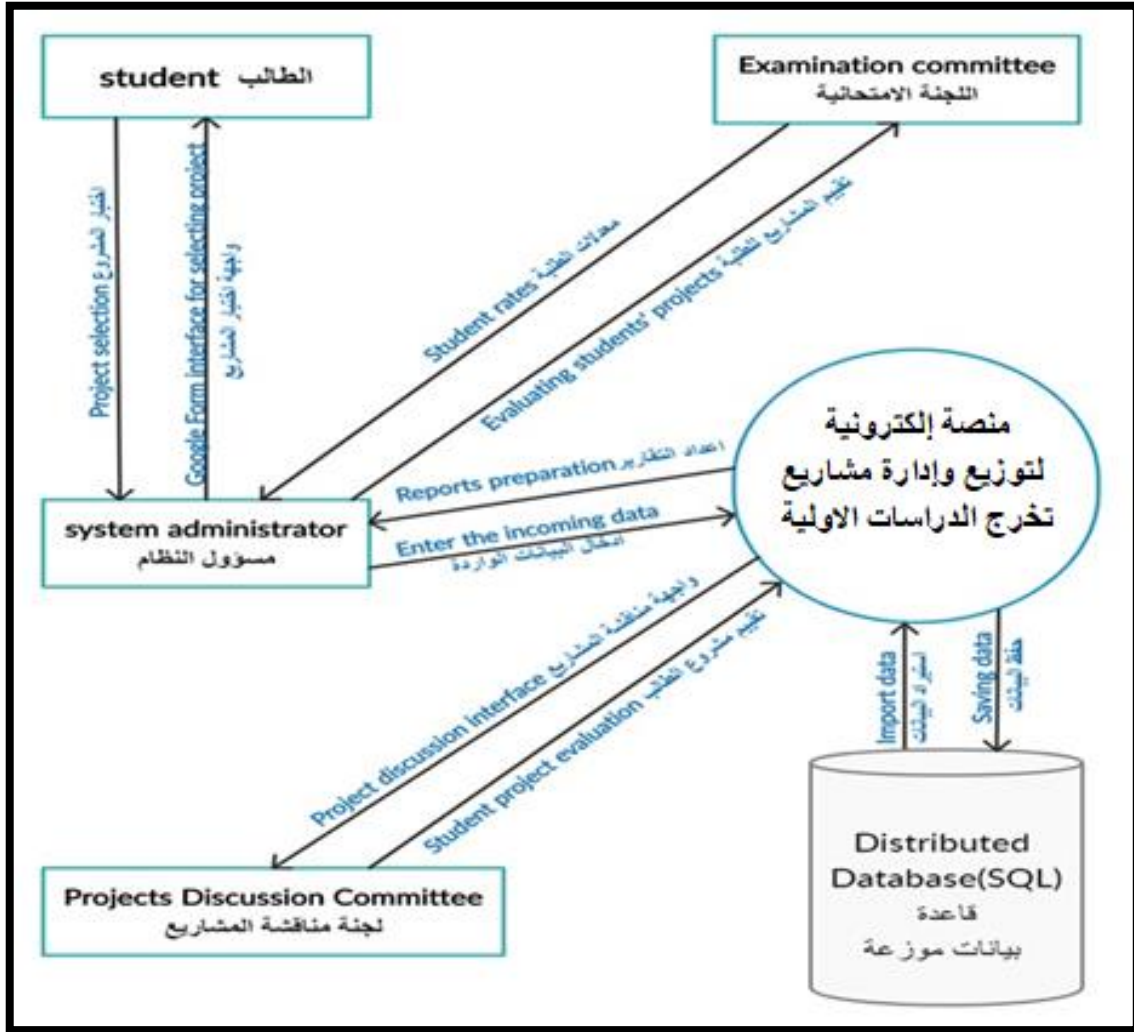 student الطالب
Examination committee
اللجنة الامتحانية
Project selection اختيار المشروع
Google Form interface for selecting project
واجهة اختيار المشاريع
Student rates معدلات الطلبة
Evaluating students' projects تقييم المشاريع للطلبة
منصة إلكترونية
لتوزيع وإدارة مشاريع
تخرج الدراسات الاولية
Reports preparation اعداد التقارير
system administrator
مسؤول النظام
Enter the incoming data
ادخال البيانات الواردة
Project discussion interface واجهة مناقشة المشاريع
Student project evaluation تقييم مشروع الطالب
Import data
استيراد البيانات
Saving data
حفظ البيانات
Projects Discussion Committee
لجنة مناقشة المشاريع
Distributed
Database(SQL)
قاعدة
بيانات موزعة